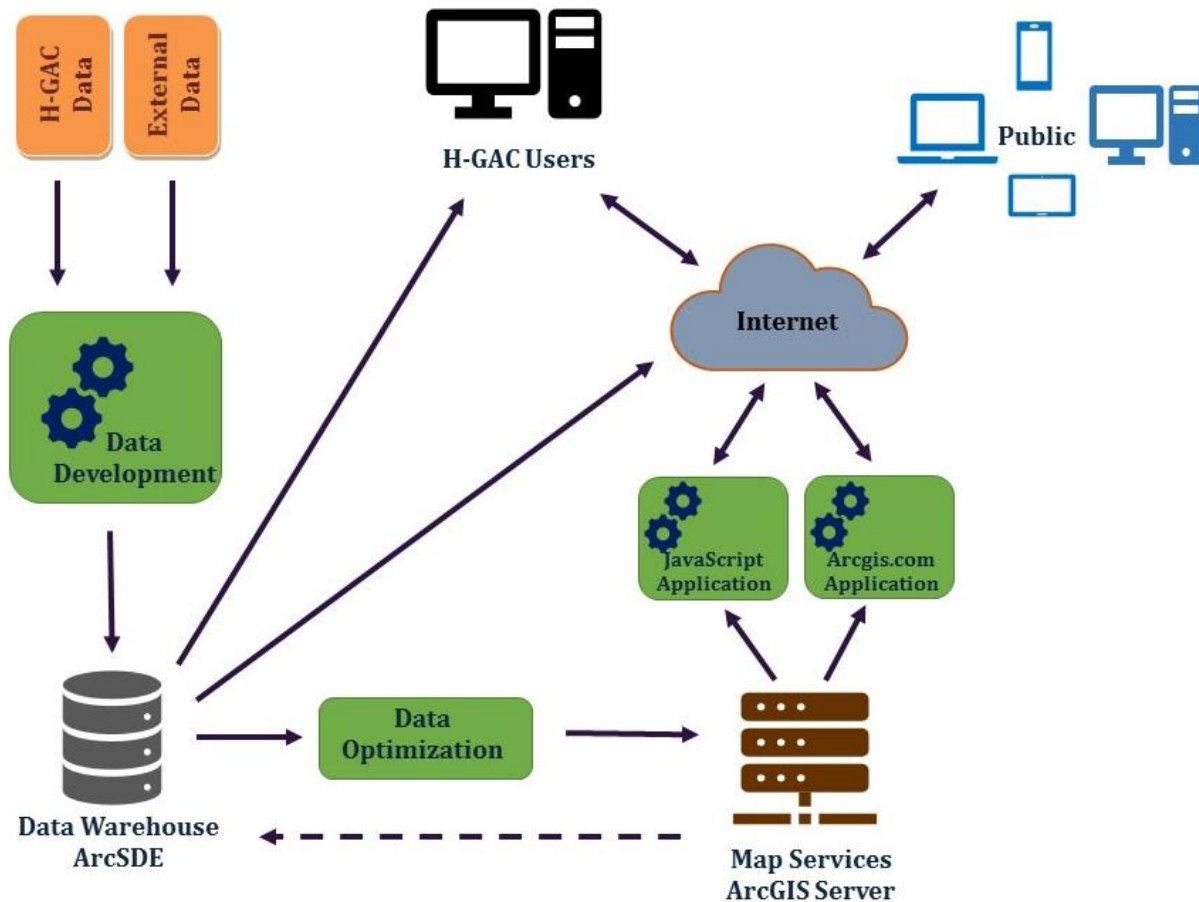 H-GAC
Data
External
Data
H-GAC Users
Public
Internet
Data
Development
JavaScript
Application
Arcgis.com
Application
Data
Optimization
Data Warehouse
ArcSDE
Map Services
ArcGIS Server